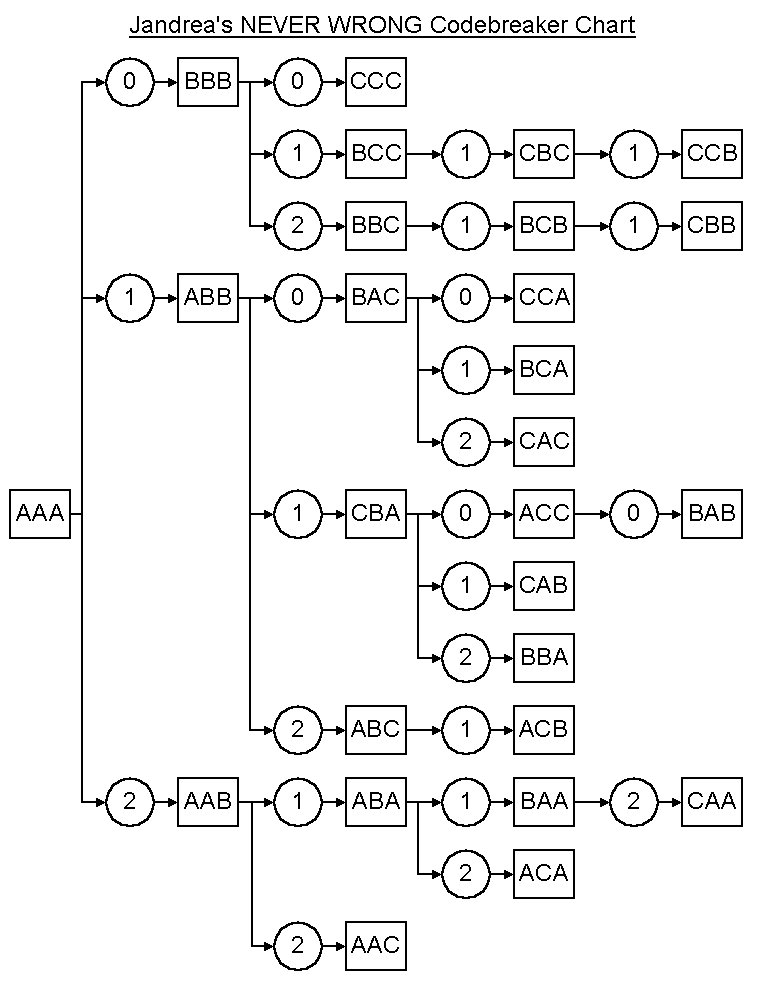 Jandrea's NEVER WRONG Codebreaker Chart
0 BBB 0 CCC
1 BCC 1 CBC 1 CCB
2 BBC 1 BCB 1 CBB
1 ABB 0 BAC 0 CCA
1 BCA
2 CAC
AAA 1 CBA 0 ACC 0 BAB
1 CAB
2 BBA
2 ABC 1 ACB
2 AAB 1 ABA 1 BAA 2 CAA
2 ACA
2 AAC